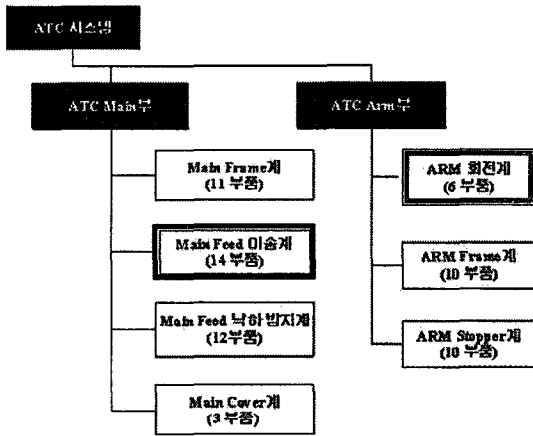 ATC 시스템
ATC Main부
ATC Arm부
Main Frame계
(11 부품)
Main Feed 이송계
(14 부품)
Main Feed 낙하방지계
(12부품)
Main Cover계
(3 부품)
ARM 회전계
(6 부품)
ARM Frame계
(10 부품)
ARM Stopper계
(10 부품)